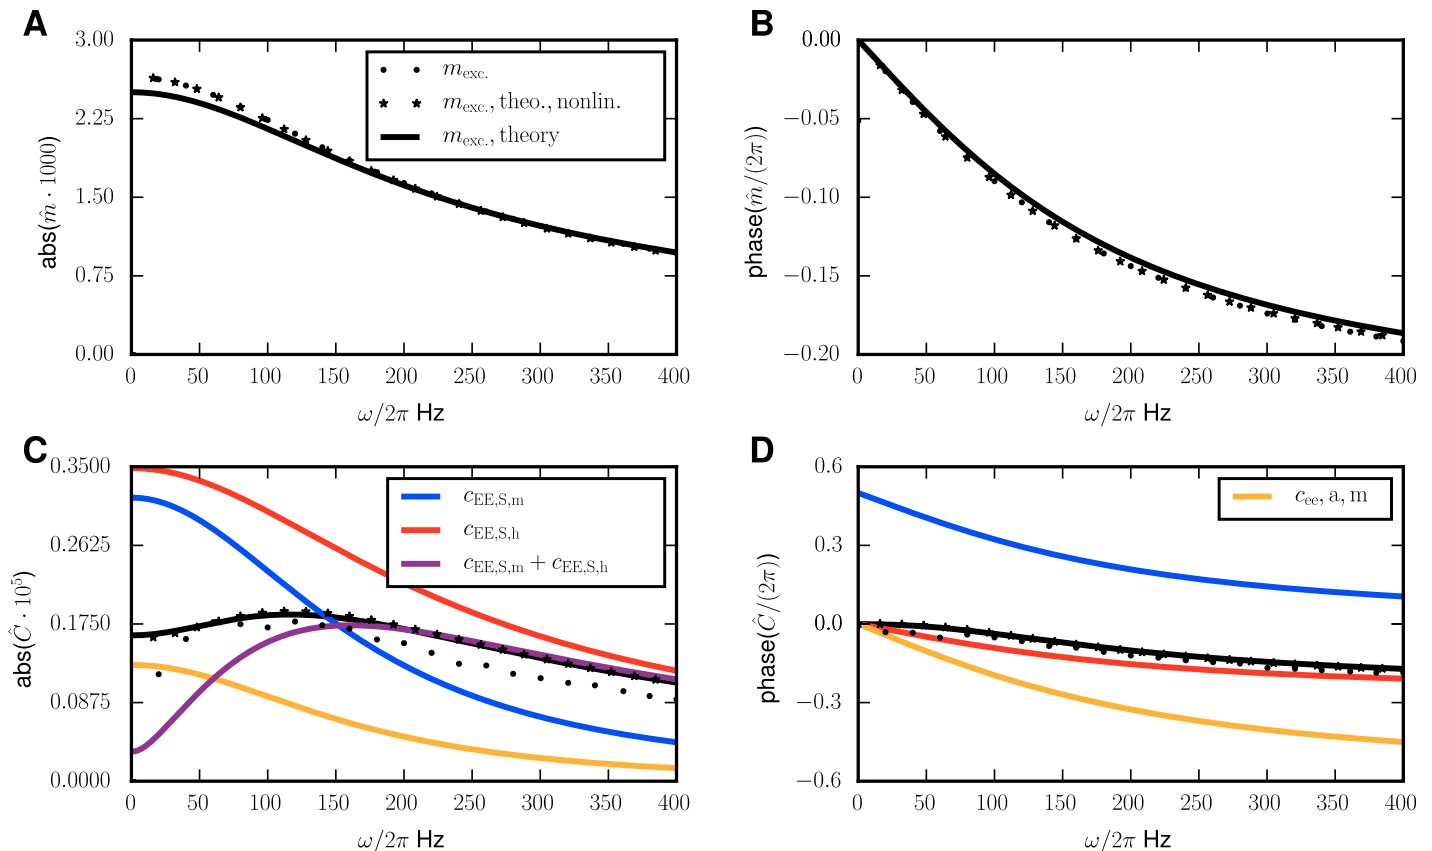 A
3.00
2.25
1.50
0.75
0.00
abs(m̂ · 1000)
m_exc.
m_exc., theo., nonlin.
m_exc., theory
0 50 100 150 200 250 300 350 400
ω/2π Hz
B
0.00
−0.05
−0.10
−0.15
−0.20
phase(m̂/(2π))
0 50 100 150 200 250 300 350 400
ω/2π Hz
C
0.3500
0.2625
0.1750
0.0875
0.0000
abs(Ĉ · 10⁵)
c_EE,S,m
c_EE,S,h
c_EE,S,m + c_EE,S,h
0 50 100 150 200 250 300 350 400
ω/2π Hz
D
0.6
0.3
0.0
−0.3
−0.6
phase(Ĉ/(2π))
c_ee, a, m
0 50 100 150 200 250 300 350 400
ω/2π Hz